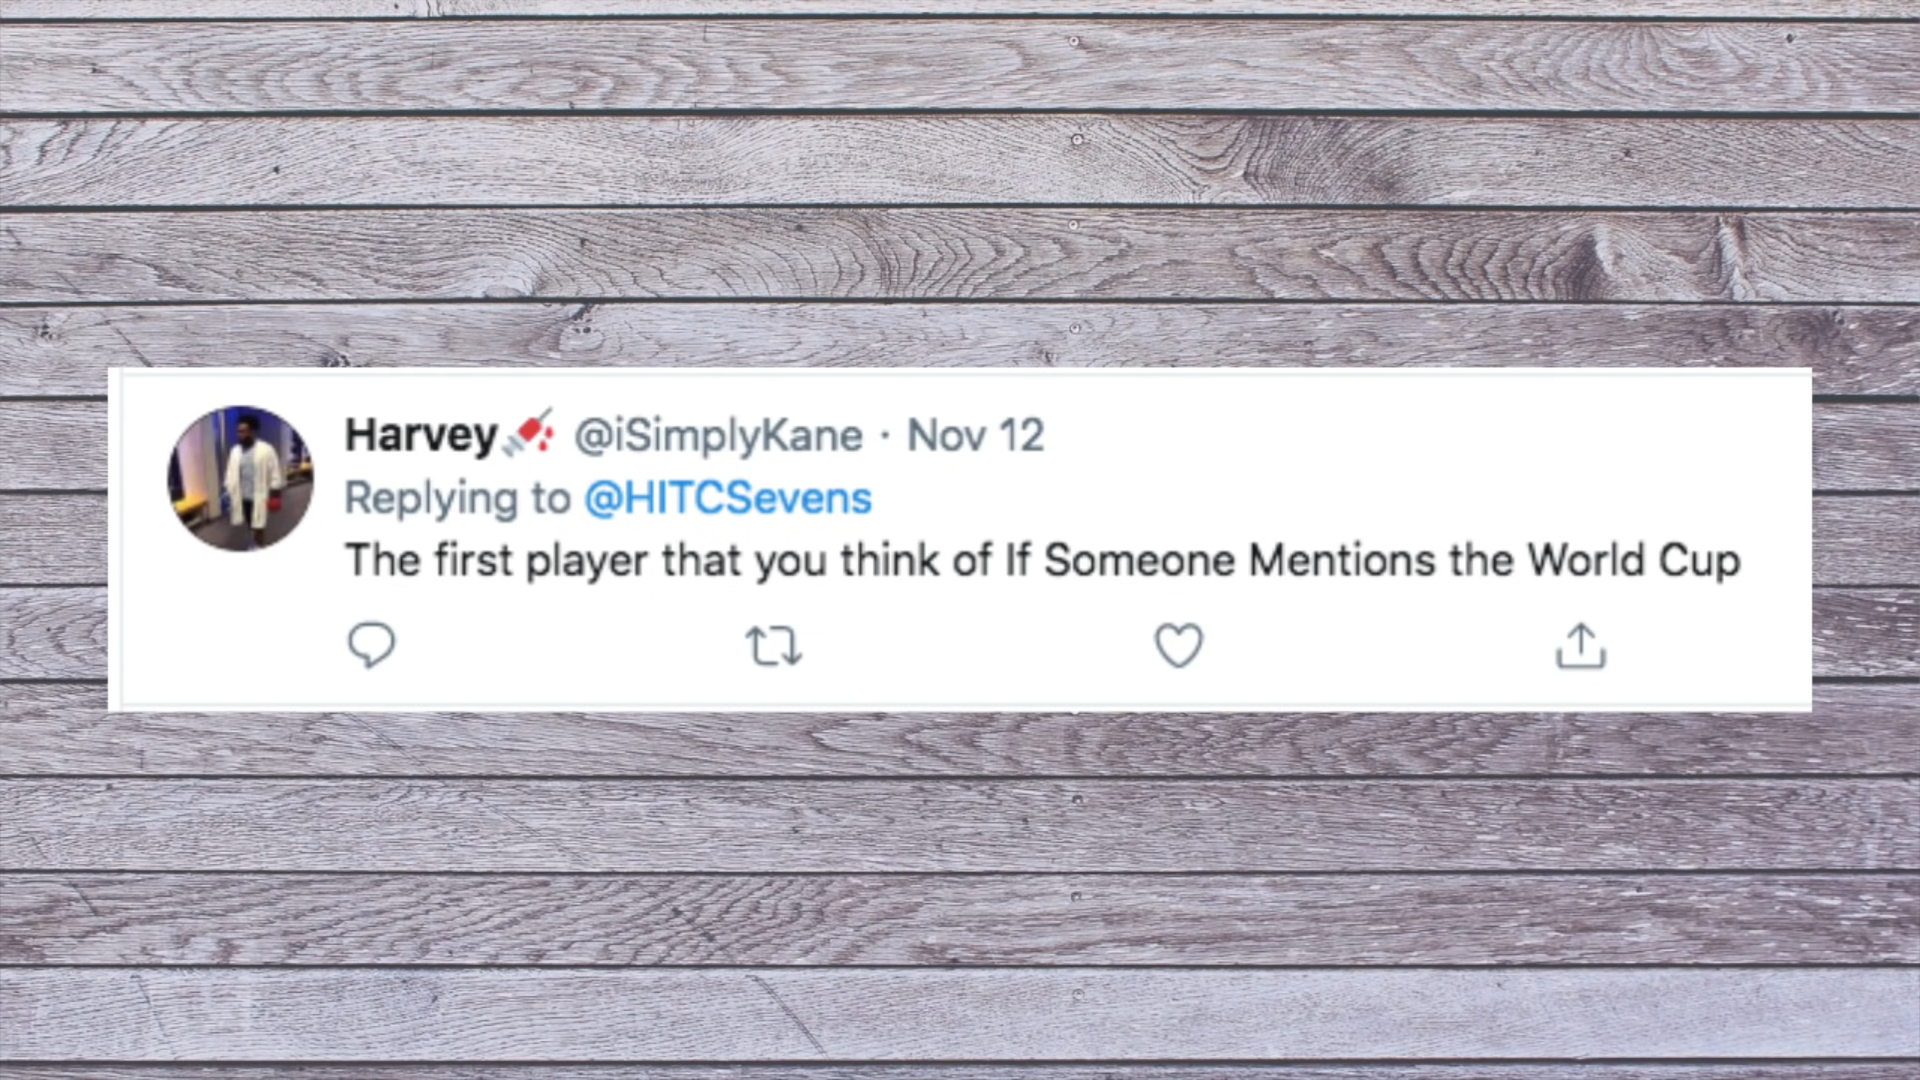 Harvey💉 @iSimplyKane · Nov 12
Replying to @HITCSevens
The first player that you think of If Someone Mentions the World Cup